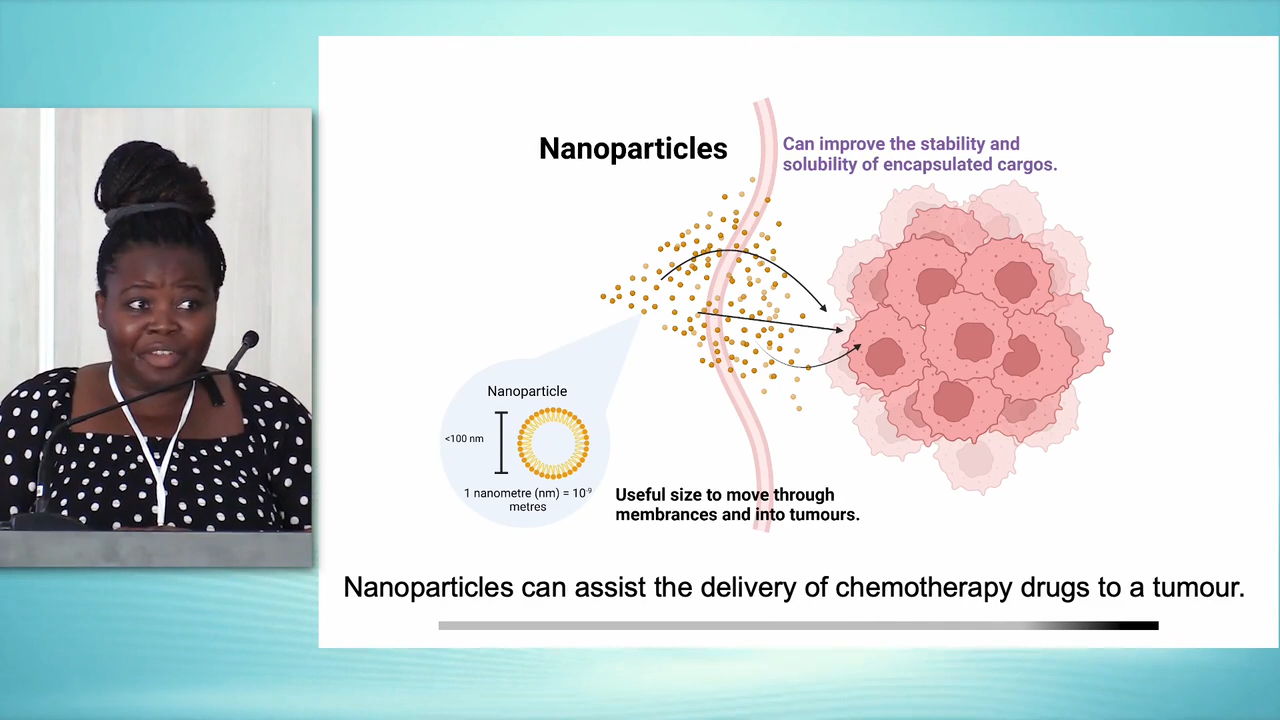 Nanoparticles
Can improve the stability and
solubility of encapsulated cargos.
Nanoparticle
<100 nm
1 nanometre (nm) = 10⁻⁹
metres
Useful size to move through
membrances and into tumours.
Nanoparticles can assist the delivery of chemotherapy drugs to a tumour.